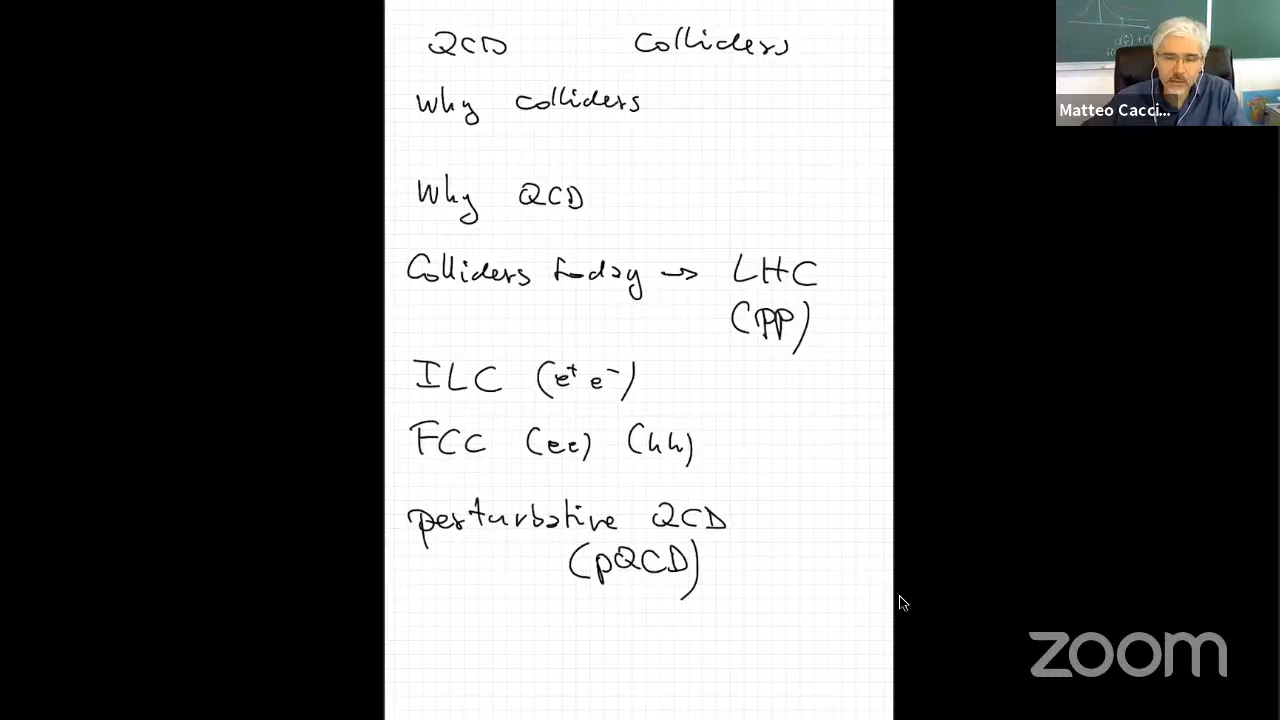 QCD Colliders
Why colliders
Why QCD
Colliders today → LHC
(pp)
ILC (e⁺ e⁻)
FCC (ee) (hh)
perturbative QCD
(pQCD)
Matteo Cacci...
zoom